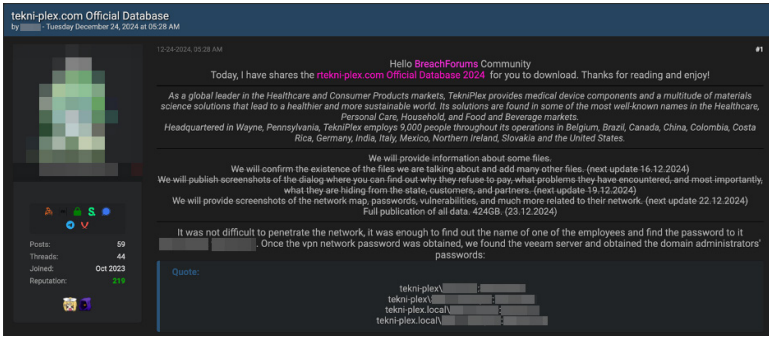 tekni-plex.com Official Database
by - Tuesday December 24, 2024 at 05:28 AM
12-24-2024, 05:28 AM
#1
Hello BreachForums Community
Today, I have shares the rtekni-plex.com Official Database 2024 for you to download. Thanks for reading and enjoy!
As a global leader in the Healthcare and Consumer Products markets, TekniPlex provides medical device components and a multitude of materials
science solutions that lead to a healthier and more sustainable world. Its solutions are found in some of the most well-known names in the Healthcare,
Personal Care, Household, and Food and Beverage markets.
Headquartered in Wayne, Pennsylvania, TekniPlex employs 9,000 people throughout its operations in Belgium, Brazil, Canada, China, Colombia, Costa
Rica, Germany, India, Italy, Mexico, Northern Ireland, Slovakia and the United States.
We will provide information about some files.
We will confirm the existence of the files we are talking about and add many other files. (next update 16.12.2024)
We will publish screenshots of the dialog where you can find out why they refuse to pay, what problems they have encountered, and most importantly,
what they are hiding from the state, customers, and partners. (next update 19.12.2024)
We will provide screenshots of the network map, passwords, vulnerabilities, and much more related to their network. (next update 22.12.2024)
Full publication of all data. 424GB. (23.12.2024)
It was not difficult to penetrate the network, it was enough to find out the name of one of the employees and find the password to it
. Once the vpn network password was obtained, we found the veeam server and obtained the domain administrators'
passwords:
Quote:
tekni-plex\
tekni-plex\
tekni-plex.local\
tekni-plex.local\
Posts: 59
Threads: 44
Joined: Oct 2023
Reputation: 219